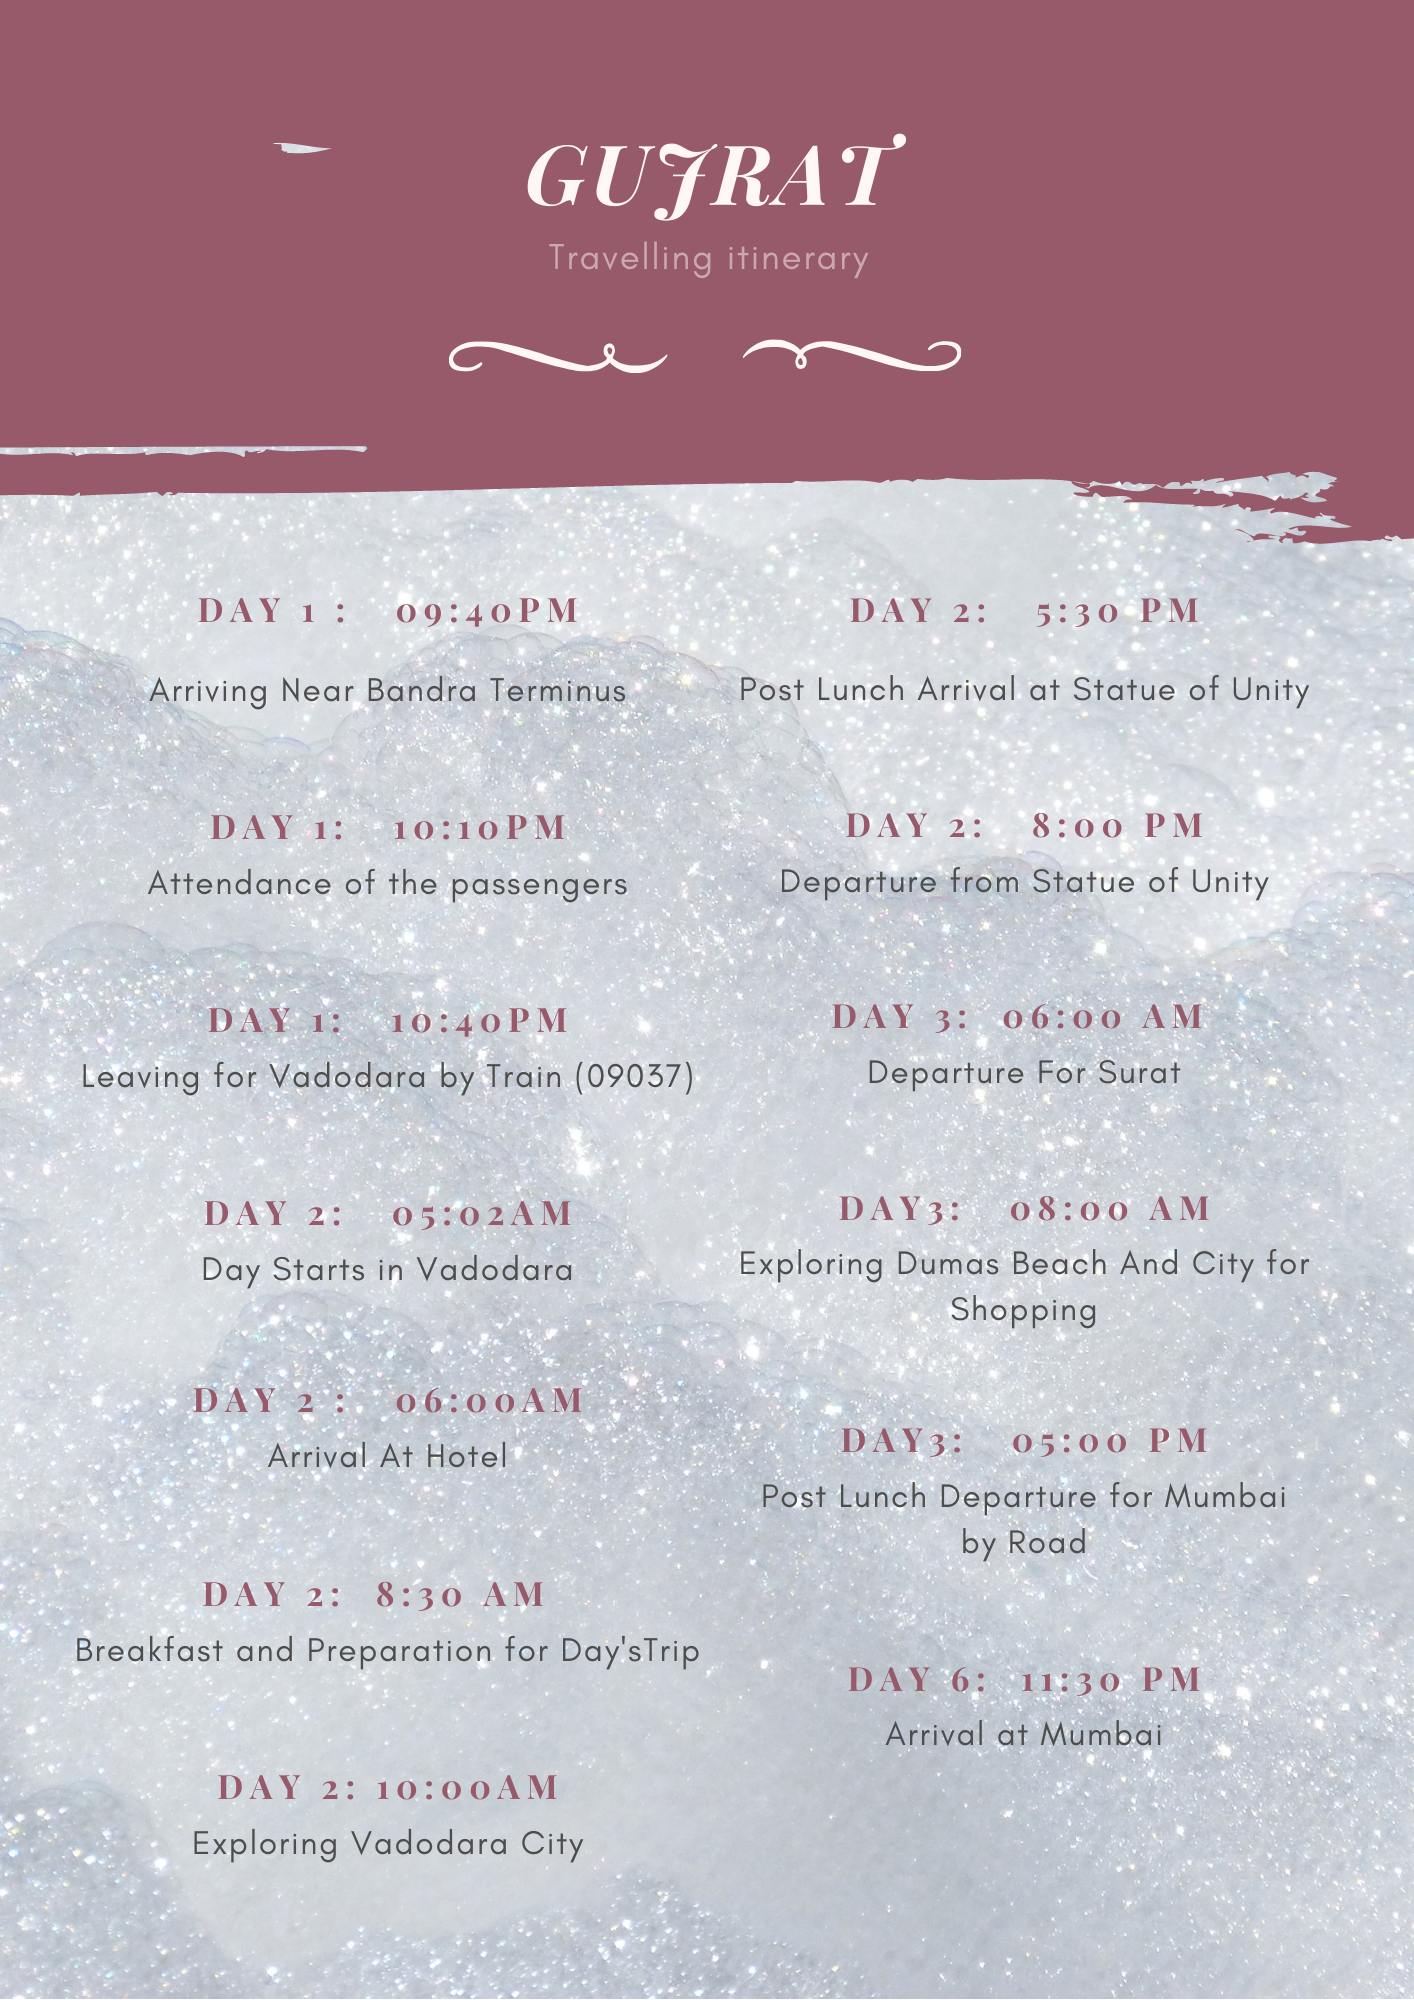 GUJRAT
Travelling itinerary
DAY 1 : 09:40PM
Arriving Near Bandra Terminus
DAY 1: 10:10PM
Attendance of the passengers
DAY 1: 10:40PM
Leaving for Vadodara by Train (09037)
DAY 2: 05:02AM
Day Starts in Vadodara
DAY 2 : 06:00AM
Arrival At Hotel
DAY 2: 8:30 AM
Breakfast and Preparation for Day'sTrip
DAY 2: 10:00AM
Exploring Vadodara City
DAY 2: 5:30 PM
Post Lunch Arrival at Statue of Unity
DAY 2: 8:00 PM
Departure from Statue of Unity
DAY 3: 06:00 AM
Departure For Surat
DAY3: 08:00 AM
Exploring Dumas Beach And City for
Shopping
DAY3: 05:00 PM
Post Lunch Departure for Mumbai
by Road
DAY 6: 11:30 PM
Arrival at Mumbai